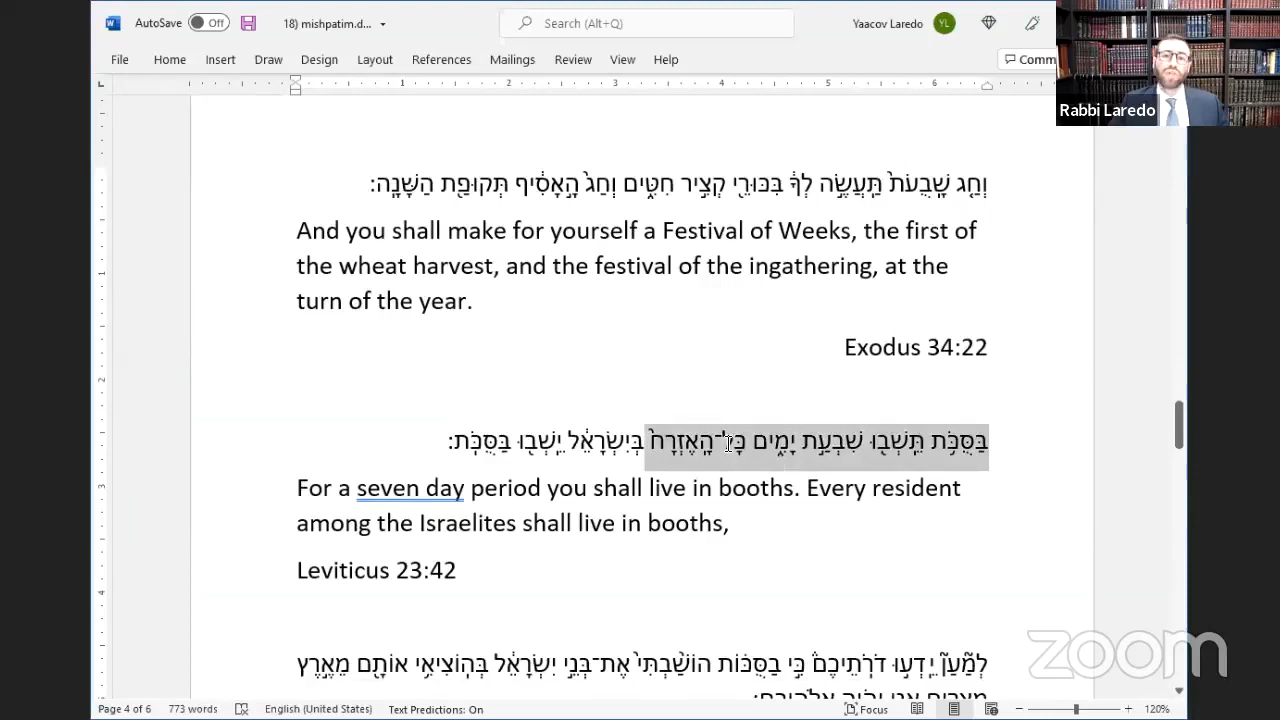 AutoSave Off 18) mishpatim.d... Search (Alt+Q) Yaacov Laredo YL
File Home Insert Draw Design Layout References Mailings Review View Help Comm
Rabbi Laredo
1 2 3 4 6
וְחַ֤ג שָֽׁבֻעֹת֙ תַּֽעֲשֶׂ֣ה לְךָ֔ בִּכּוּרֵ֖י קְצִ֣יר חִטִּ֑ים וְחַג֙ הָ֣אָסִ֔יף תְּקוּפַ֖ת הַשָּׁנָֽה׃
And you shall make for yourself a Festival of Weeks, the first of
the wheat harvest, and the festival of the ingathering, at the
turn of the year.
Exodus 34:22
בַּסֻּכֹּ֥ת תֵּֽשְׁב֖וּ שִׁבְעַ֣ת יָמִ֑ים כָּל־הָֽאֶזְרָח֙ בְּיִשְׂרָאֵ֔ל יֵֽשְׁב֖וּ בַּסֻּכֹּֽת׃
For a seven day period you shall live in booths. Every resident
among the Israelites shall live in booths,
Leviticus 23:42
לְמַ֘עַן֘ יֵֽדְע֣וּ דֹרֹֽתֵיכֶם֒ כִּ֣י בַסֻּכּ֗וֹת הוֹשַׁ֨בְתִּי֙ אֶת־בְּנֵ֣י יִשְׂרָאֵ֔ל בְּהֽוֹצִיאִ֥י אוֹתָ֖ם מֵאֶ֣רֶץ
zoom
Page 4 of 6 773 words English (United States) Text Predictions: On Focus 120%